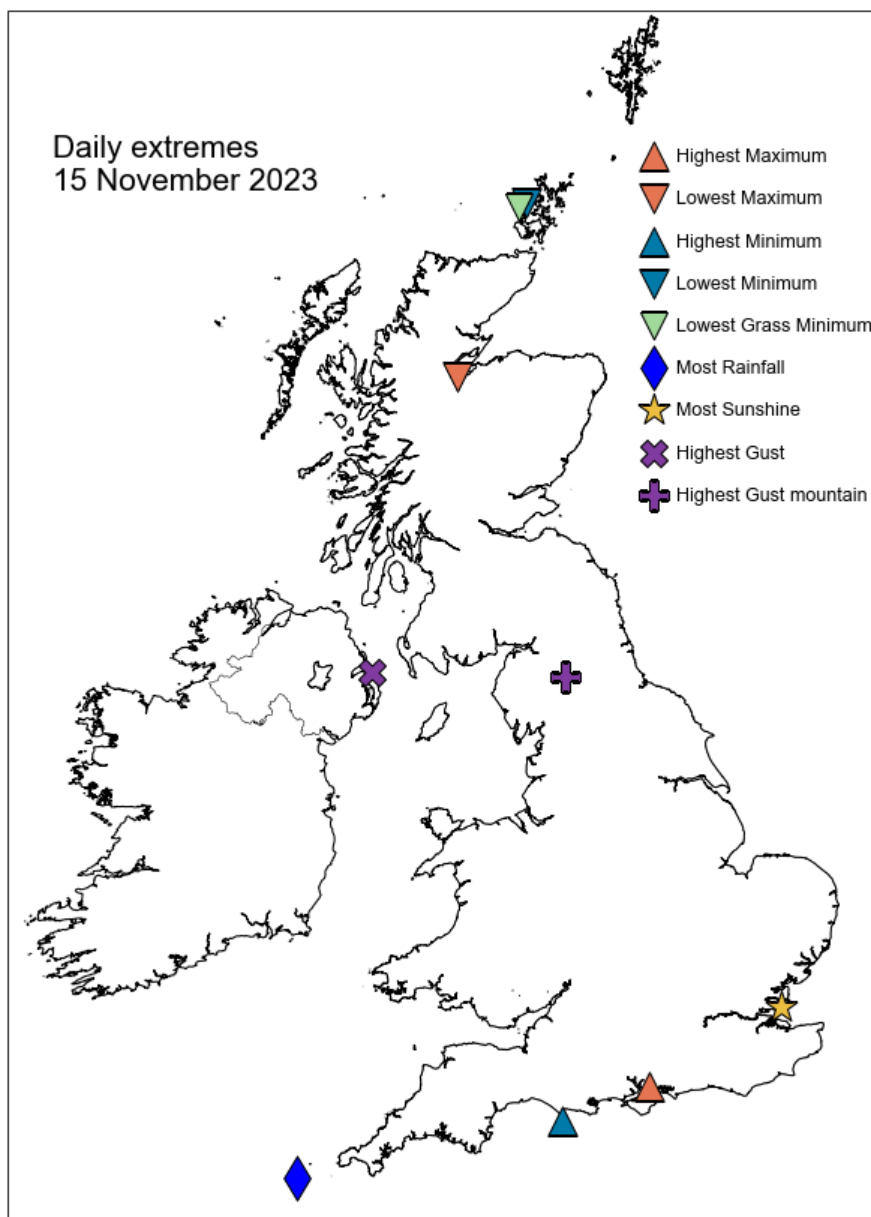 Daily extremes
15 November 2023
Highest Maximum
Lowest Maximum
Highest Minimum
Lowest Minimum
Lowest Grass Minimum
Most Rainfall
Most Sunshine
Highest Gust
Highest Gust mountain